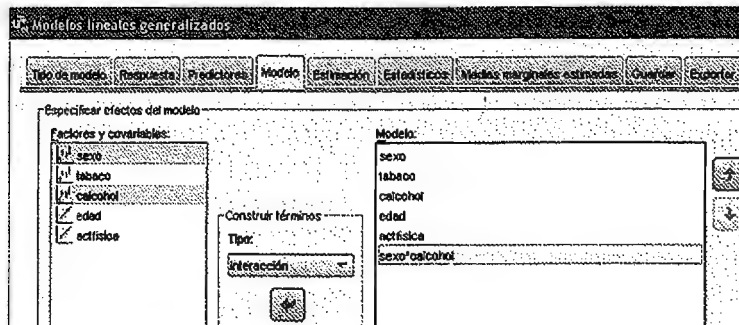 Modelos lineales generalizados
Tipo de modelo Respuesta Predictores Modelo Estimación Estadísticos Medias marginales estimadas Guardar Exportar
Especificar efectos del modelo
Factores y covariables:
sexo
tabaco
calcohol
edad
actfisica
Construir términos
Tipo:
Interacción
Modelo:
sexo
tabaco
calcohol
edad
actfisica
sexo*calcohol